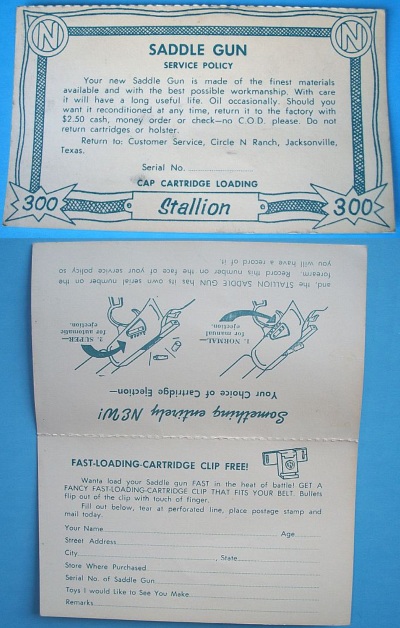 N
N
SADDLE GUN
SERVICE POLICY
Your new Saddle Gun is made of the finest materials
available and with the best possible workmanship. With care
it will have a long useful life. Oil occasionally. Should you
want it reconditioned at any time, return it to the factory with
$2.50 cash, money order or check—no C.O.D. please. Do not
return cartridges or holster.
Return to: Customer Service, Circle N Ranch, Jacksonville,
Texas.
Serial No.
CAP CARTRIDGE LOADING
300
Stallion
300
Something entirely NEW!
Your Choice of Cartridge Ejection—
1. NORMAL—
for manual
ejection.
2. SUPER—
for automatic
ejection.
and, the STALLION SADDLE GUN has its own serial number on the
forearm. Record this number on the face of your service policy so
you will have a record of it
FAST-LOADING-CARTRIDGE CLIP FREE!
Wanta load your Saddle gun FAST in the heat of battle! GET A
FANCY FAST-LOADING-CARTRIDGE CLIP THAT FITS YOUR BELT. Bullets
flip out of the clip with touch of finger.
Fill out below, tear at perforated line, place postage stamp and
mail today.
Your Name Age
Street Address
City , State
Store Where Purchased
Serial No. of Saddle Gun
Toys I would Like to See You Make
Remarks